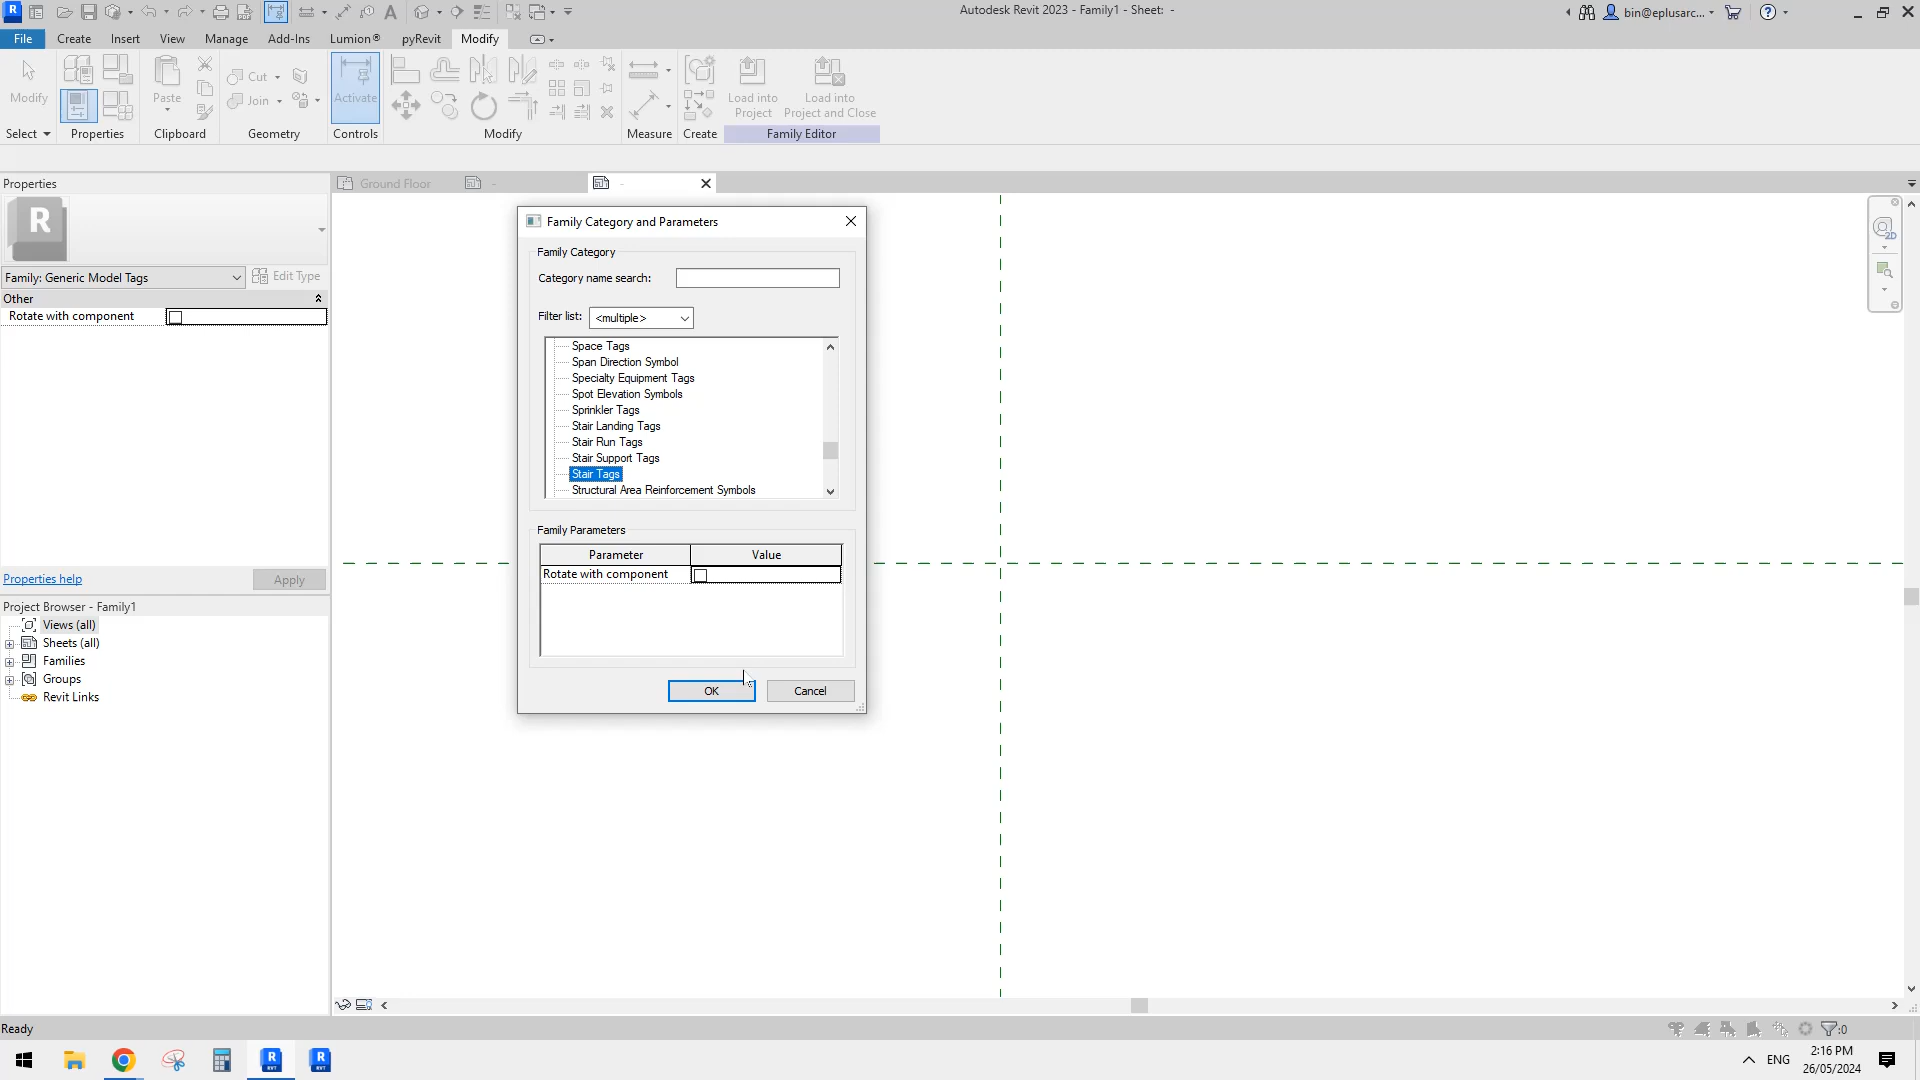 Autodesk Revit 2023 - Family1 - Sheet: -
bin@eplusarc...
File Create Insert View Manage Add-Ins Lumion® pyRevit Modify
Modify
Paste
Cut
Join
Activate
Load into
Project
Load into
Project and Close
Select Properties Clipboard Geometry Controls Modify Measure Create Family Editor
Properties
R
Family: Generic Model Tags
Edit Type
Other
Rotate with component
Properties help
Apply
Project Browser - Family1
Views (all)
Sheets (all)
Families
Groups
Revit Links
Ground Floor
-
-
Family Category and Parameters
Family Category
Category name search:
Filter list: <multiple>
Space Tags
Span Direction Symbol
Specialty Equipment Tags
Spot Elevation Symbols
Sprinkler Tags
Stair Landing Tags
Stair Run Tags
Stair Support Tags
Stair Tags
Structural Area Reinforcement Symbols
Family Parameters
Parameter Value
Rotate with component
OK Cancel
2D
Ready
:0
ENG
2:16 PM
26/05/2024